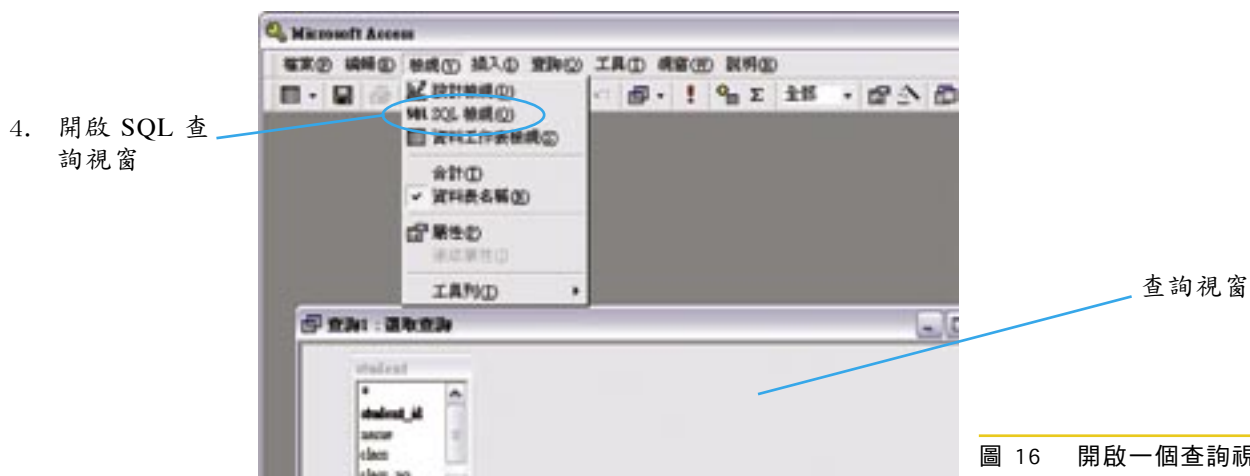 Microsoft Access
檔案(F) 編輯(E) 檢視(V) 插入(I) 查詢(Q) 工具(T) 視窗(W) 說明(H)
設計檢視(D)
全部
4. 開啟 SQL 查
詢視窗
SQL SQL 檢視(Q)
資料工作表檢視(S)
合計(T)
資料表名稱(N)
屬性(P)
工具列(T)
查詢視窗
查詢1 : 選取查詢
student
*
student_id
name
class
class_no
圖 16 開啟一個查詢視